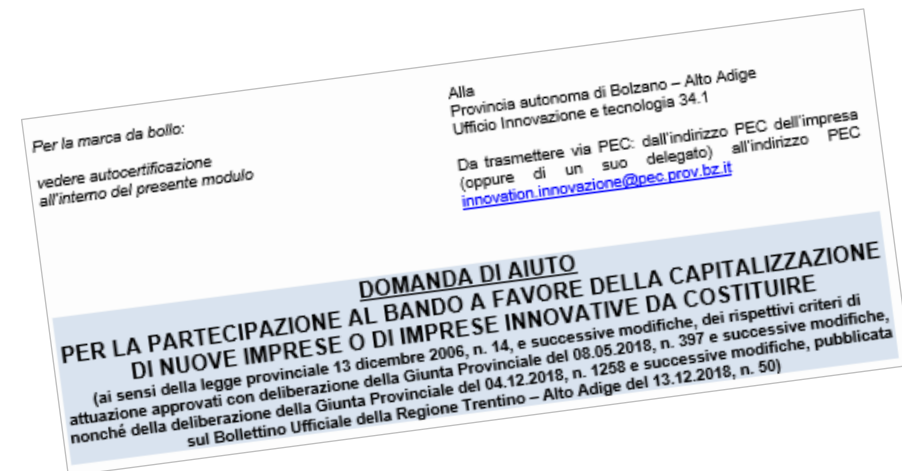 Per la marca da bollo:
vedere autocertificazione
all'interno del presente modulo
Alla
Provincia autonoma di Bolzano – Alto Adige
Ufficio Innovazione e tecnologia 34.1
Da trasmettere via PEC: dall'indirizzo PEC dell'impresa
(oppure di un suo delegato) all'indirizzo PEC
innovation.innovazione@pec.prov.bz.it
DOMANDA DI AIUTO
PER LA PARTECIPAZIONE AL BANDO A FAVORE DELLA CAPITALIZZAZIONE
DI NUOVE IMPRESE O DI IMPRESE INNOVATIVE DA COSTITUIRE
(ai sensi della legge provinciale 13 dicembre 2006, n. 14, e successive modifiche, dei rispettivi criteri di
attuazione approvati con deliberazione della Giunta Provinciale del 08.05.2018, n. 397 e successive modifiche,
nonché della deliberazione della Giunta Provinciale del 04.12.2018, n. 1258 e successive modifiche, pubblicata
sul Bollettino Ufficiale della Regione Trentino – Alto Adige del 13.12.2018, n. 50)